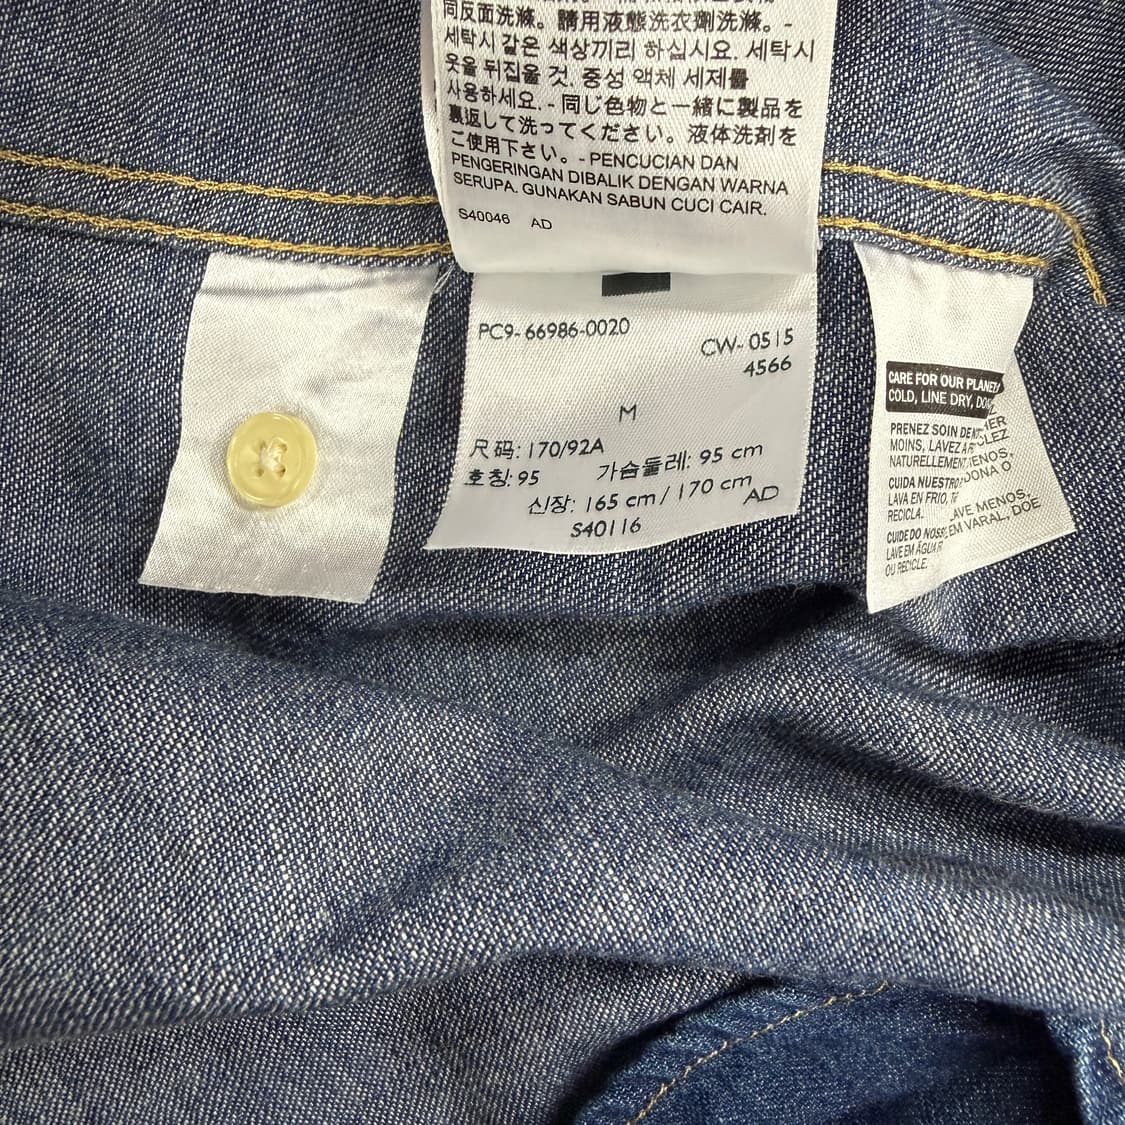 同反面洗滌。請用液態洗衣劑洗滌。-
세탁시 같은 색상끼리 하십시요. 세탁시
옷을 뒤집을 것. 중성 액체 세제를
사용하세요. - 同じ色物と一緒に製品を
裏返して洗ってください。液体洗剤を
ご使用下さい。- PENCUCIAN DAN
PENGERINGAN DIBALIK DENGAN WARNA
SERUPA. GUNAKAN SABUN CUCI CAIR.
S40046 AD
PC9-66986-0020
CW-0515
4566
M
尺码: 170/92A
호칭: 95 가슴둘레: 95 cm
신장: 165 cm / 170 cm
AD
S40116
CARE FOR OUR PLANET
COLD, LINE DRY,
PRENEZ SOIN DE
MOINS, LAVEZ À
NATURELLEMENT
CUIDA NUESTRO
LAVA EN FRIO,
RECICLA.
CUIDE DO
LAVE EM ÁGUA
OU RECICLE.
AVE MENOS,
EM VARAL, DOE